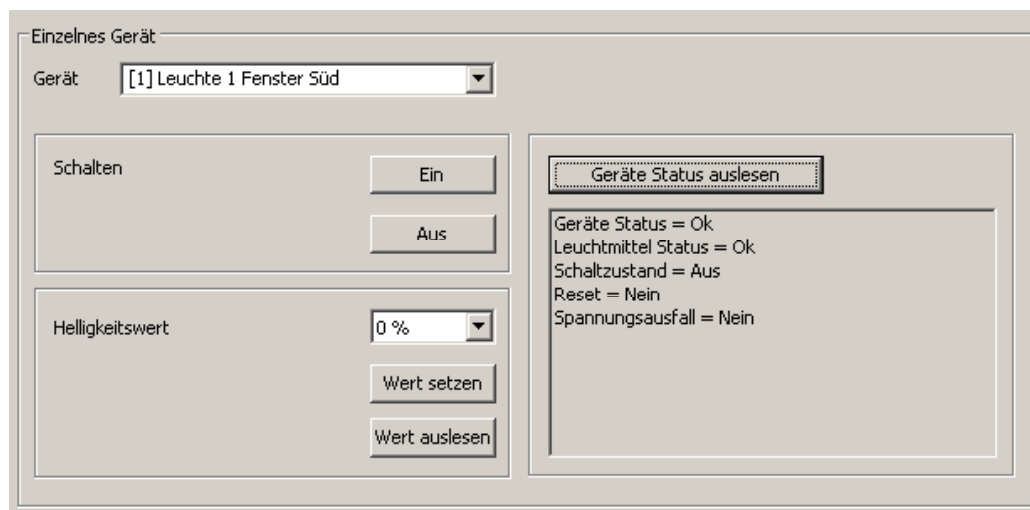 Einzelnes Gerät
Gerät [1] Leuchte 1 Fenster Süd
Schalten
Ein
Aus
Helligkeitswert
0 %
Wert setzen
Wert auslesen
Geräte Status auslesen
Geräte Status = Ok
Leuchtmittel Status = Ok
Schaltzustand = Aus
Reset = Nein
Spannungsausfall = Nein